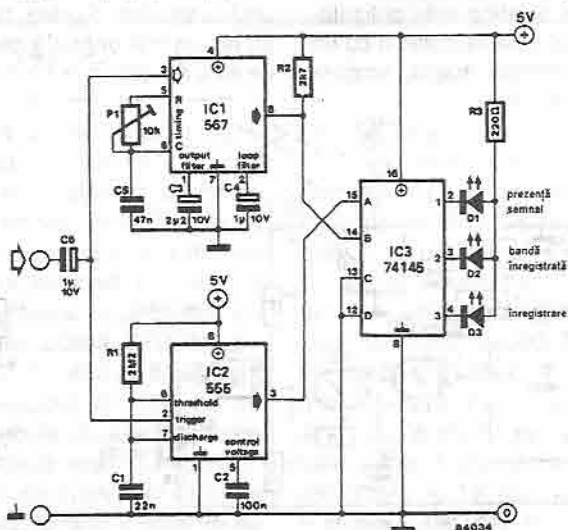 5V
R2
2k7
R3
220Ω
P1
10k
C5
47n
3
4
5
R
timing
6
C
IC1
567
output
filter
loop
filter
8
1
7
2
C3
2µ2 10V
C4
1µ 10V
C6
1µ
10V
5V
R1
2M2
8
IC2
555
6
threshold
2
trigger
7
discharge
control
voltage
3
1
5
C1
22n
C2
100n
16
15
A
14
B
13
C
12
D
IC3
74145
8
1
2
D1
prezență
semnal
2
3
D2
bandă
înregistrată
3
4
D3
înregistrare
0
84034